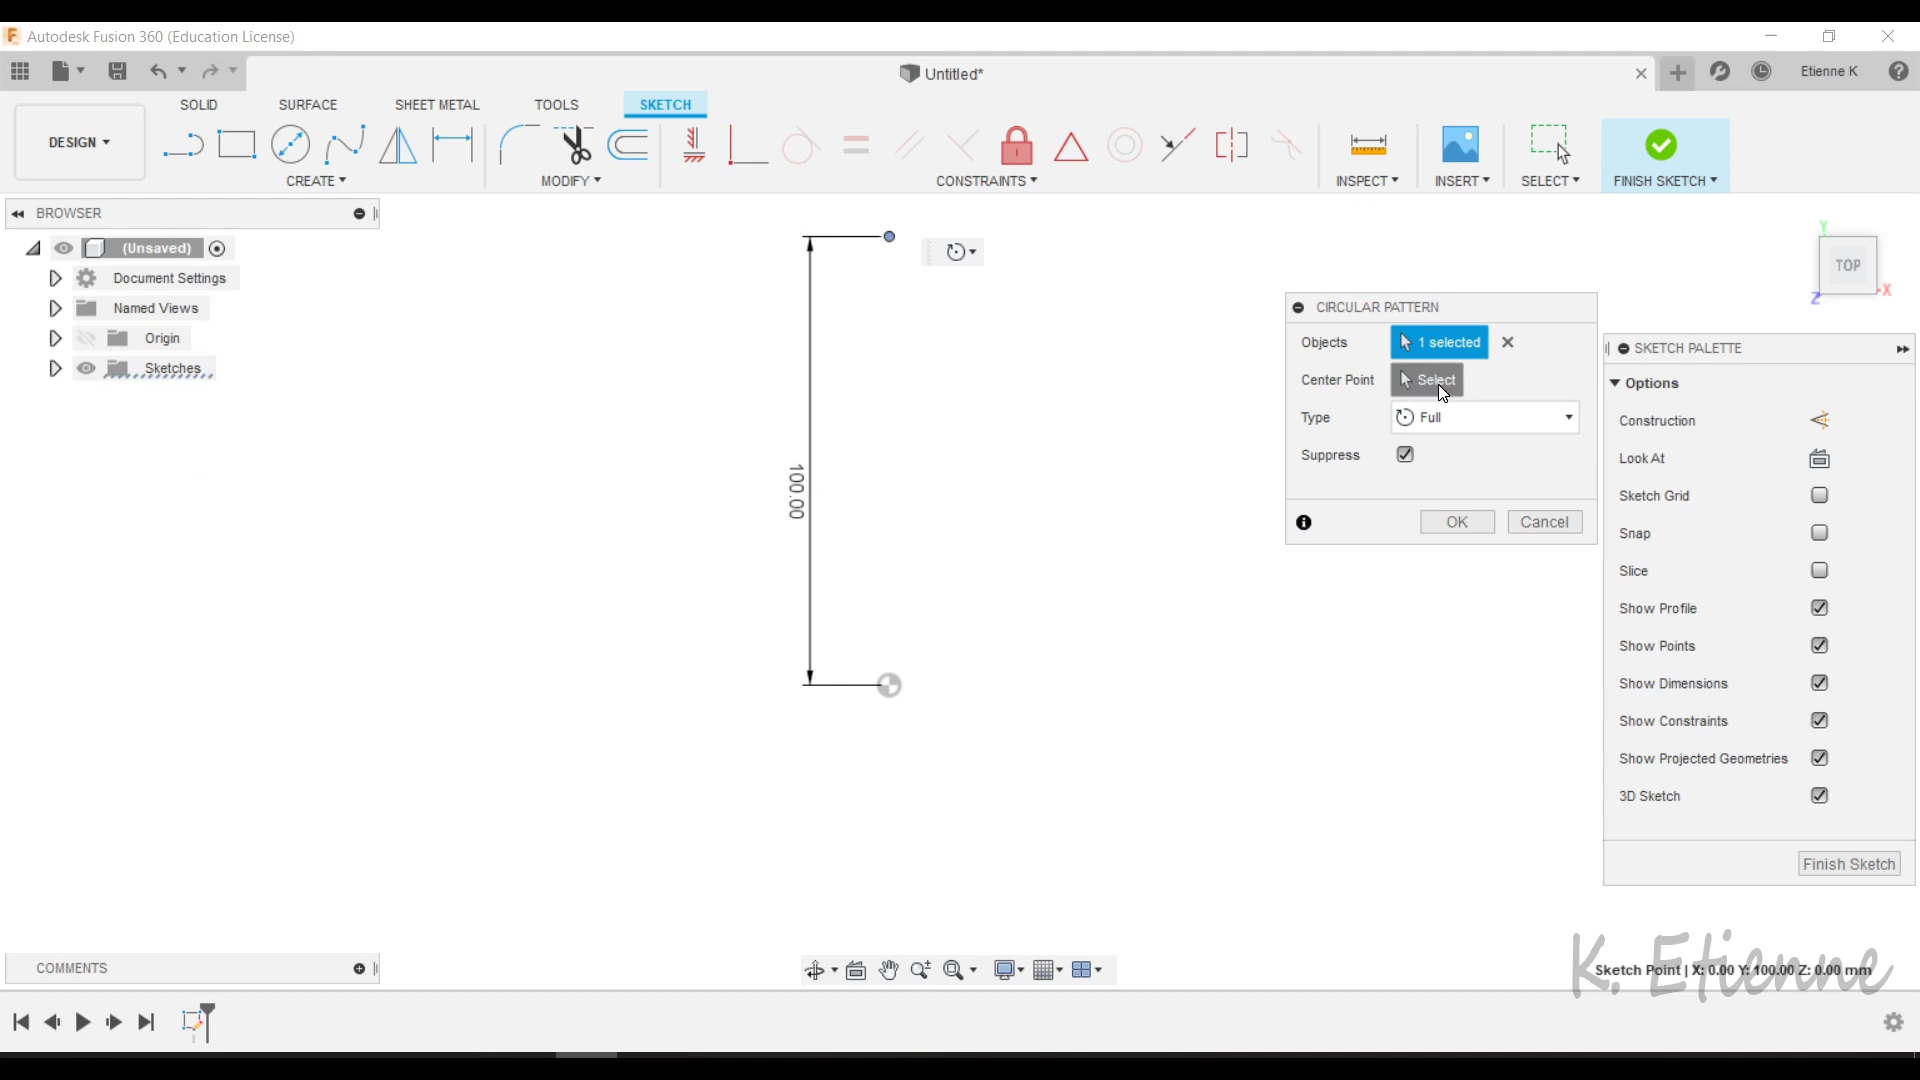 Autodesk Fusion 360 (Education License)
Untitled*
Etienne K
SOLID SURFACE SHEET METAL TOOLS SKETCH
DESIGN
CREATE MODIFY CONSTRAINTS INSPECT INSERT SELECT FINISH SKETCH
BROWSER
(Unsaved)
Document Settings
Named Views
Origin
Sketches
100.00
Y
TOP
X
Z
CIRCULAR PATTERN
Objects 1 selected
Center Point Select
Type Full
Suppress
OK Cancel
SKETCH PALETTE
Options
Construction
Look At
Sketch Grid
Snap
Slice
Show Profile
Show Points
Show Dimensions
Show Constraints
Show Projected Geometries
3D Sketch
Finish Sketch
COMMENTS
K. Etienne
Sketch Point | X: 0.00 Y: 100.00 Z: 0.00 mm